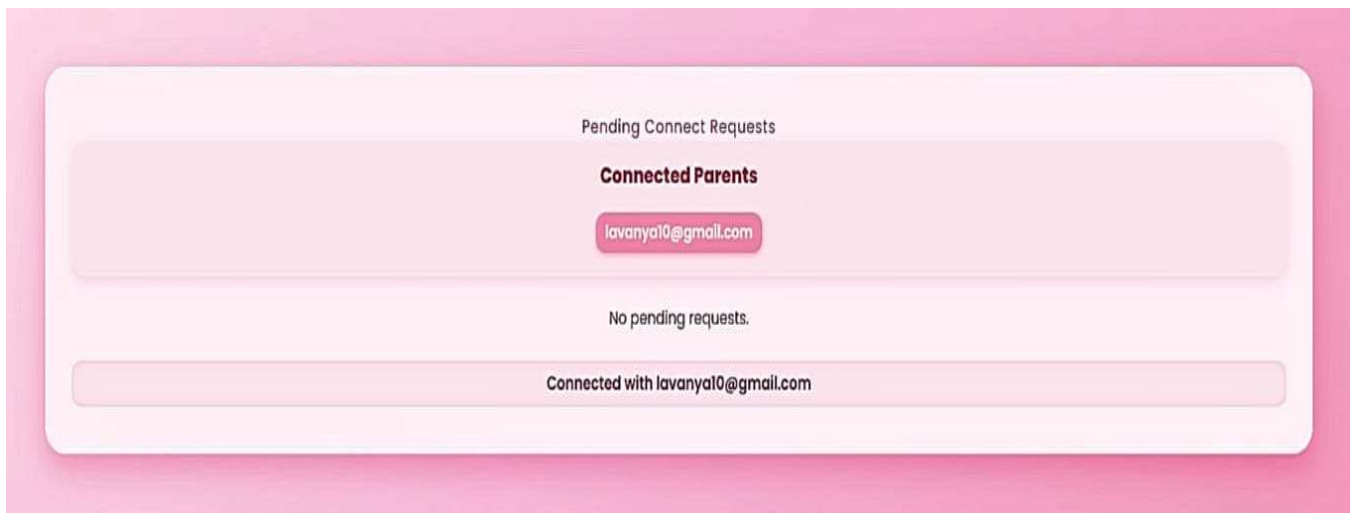 Pending Connect Requests
Connected Parents
lavanya10@gmail.com
No pending requests.
Connected with lavanya10@gmail.com